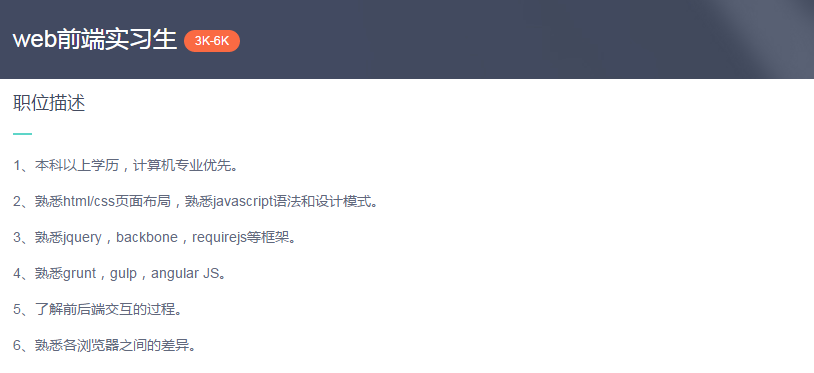 web前端实习生 3K-6K
职位描述
1、本科以上学历，计算机专业优先。
2、熟悉html/css页面布局，熟悉javascript语法和设计模式。
3、熟悉jquery，backbone，requirejs等框架。
4、熟悉grunt，gulp，angular JS。
5、了解前后端交互的过程。
6、熟悉各浏览器之间的差异。